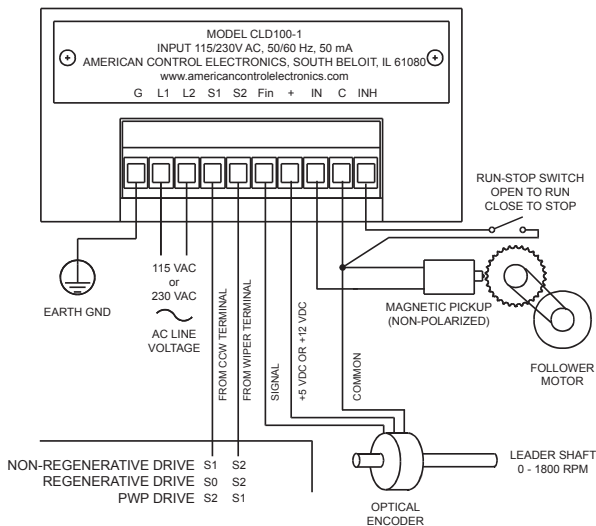 MODEL CLD100-1
INPUT 115/230V AC, 50/60 Hz, 50 mA
AMERICAN CONTROL ELECTRONICS, SOUTH BELOIT, IL 61080
www.americancontrolelectronics.com
G L1 L2 S1 S2 Fin + IN C INH
RUN-STOP SWITCH
OPEN TO RUN
CLOSE TO STOP
EARTH GND
115 VAC
or
230 VAC
AC LINE
VOLTAGE
FROM CCW TERMINAL
FROM WIPER TERMINAL
SIGNAL
+5 VDC OR +12 VDC
COMMON
MAGNETIC PICKUP
(NON-POLARIZED)
FOLLOWER
MOTOR
NON-REGENERATIVE DRIVE S1 S2
REGENERATIVE DRIVE S0 S2
PWP DRIVE S2 S1
LEADER SHAFT
0 - 1800 RPM
OPTICAL
ENCODER